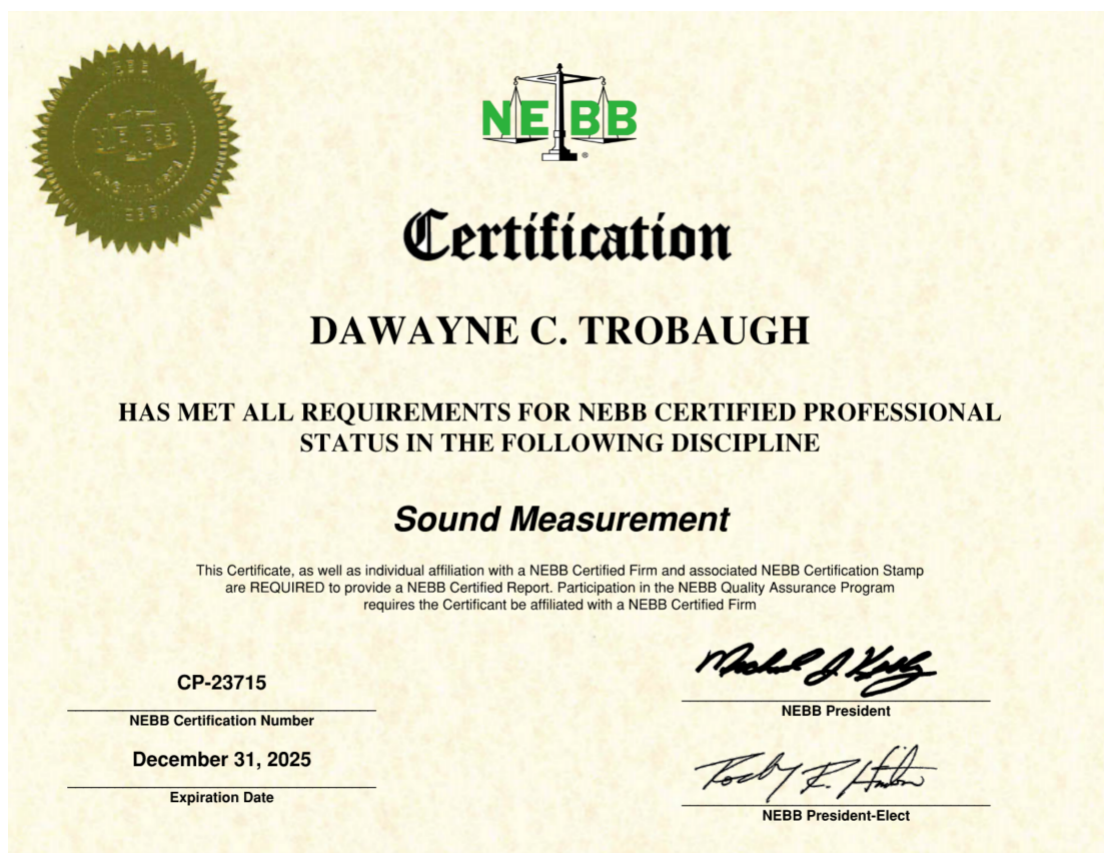 NEBB
NEBB
Certification
DAWAYNE C. TROBAUGH
HAS MET ALL REQUIREMENTS FOR NEBB CERTIFIED PROFESSIONAL
STATUS IN THE FOLLOWING DISCIPLINE
Sound Measurement
This Certificate, as well as individual affiliation with a NEBB Certified Firm and associated NEBB Certification Stamp
are REQUIRED to provide a NEBB Certified Report. Participation in the NEBB Quality Assurance Program
requires the Certificant be affiliated with a NEBB Certified Firm
CP-23715
NEBB Certification Number
December 31, 2025
Expiration Date
NEBB President
NEBB President-Elect